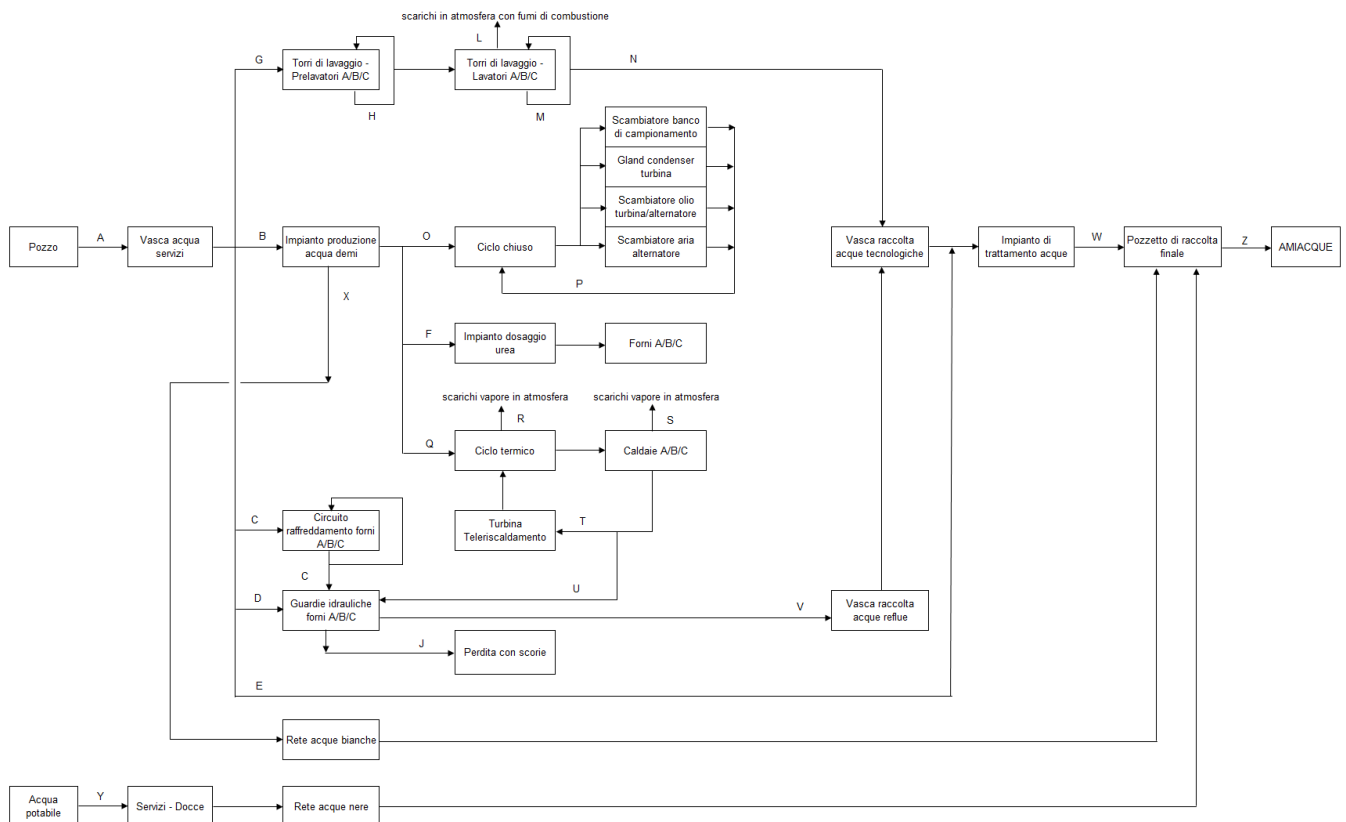 scarichi in atmosfera con fumi di combustione
L
G
Torri di lavaggio -
Prelavatori A/B/C
H
Torri di lavaggio -
Lavatori A/B/C
M
N
Scambiatore banco
di campionamento
Gland condenser
turbina
Scambiatore olio
turbina/alternatore
Scambiatore aria
alternatore
Pozzo
A
Vasca acqua
servizi
B
Impianto produzione
acqua demi
O
Ciclo chiuso
P
Vasca raccolta
acque tecnologiche
Impianto di
trattamento acque
W
Pozzetto di raccolta
finale
Z
AMIACQUE
X
F
Impianto dosaggio
urea
Forni A/B/C
scarichi vapore in atmosfera
scarichi vapore in atmosfera
R
S
Q
Ciclo termico
Caldaie A/B/C
C
Circuito
raffreddamento forni
A/B/C
Turbina
Teleriscaldamento
T
C
U
D
Guardie idrauliche
forni A/B/C
V
Vasca raccolta
acque reflue
J
Perdita con scorie
E
Rete acque bianche
Acqua
potabile
Y
Servizi - Docce
Rete acque nere